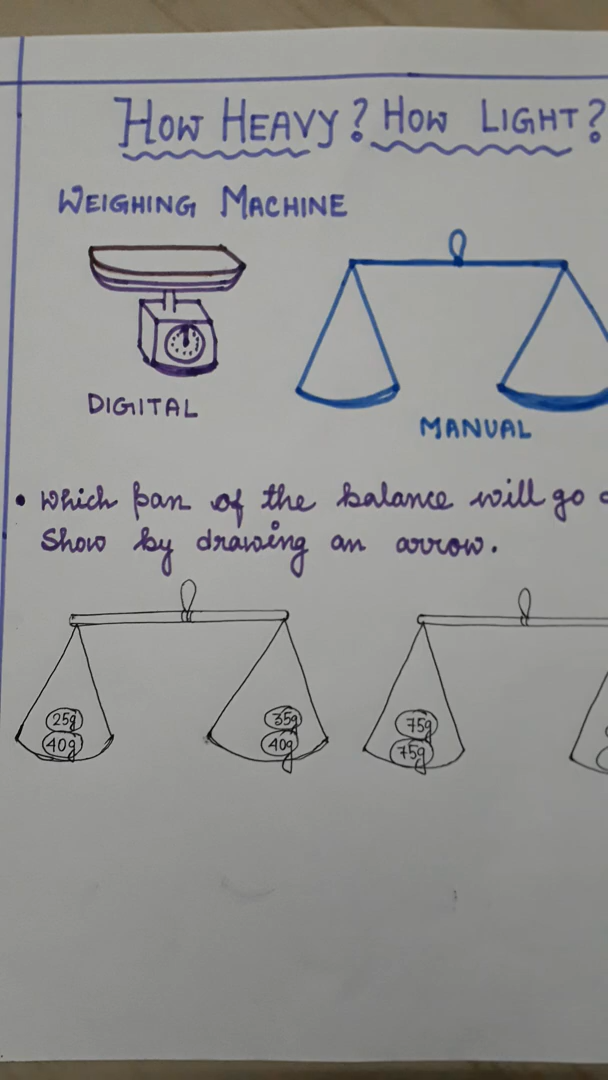 HOW HEAVY? HOW LIGHT?
WEIGHING MACHINE
DIGITAL
MANUAL
• Which pan of the balance will go
Show by drawing an arrow.
25g 35g 75g
40g 40g 75g